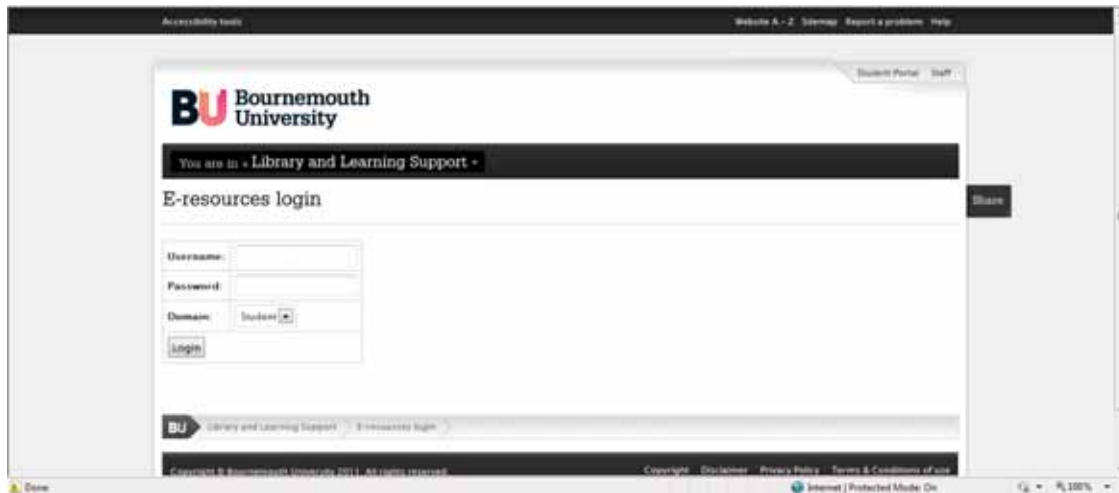 Accessibility tools
Website A - Z Sitemap Report a problem Help
Student Portal Staff
BU Bournemouth
University
You are in « Library and Learning Support
E-resources login
Share
Username:
Password:
Domain: Student
Login
BU Library and Learning Support E-resources login
Copyright © Bournemouth University 2011. All rights reserved.
Copyright Disclaimer Privacy Policy Terms & Conditions of use
Done
Internet | Protected Mode: On
100%